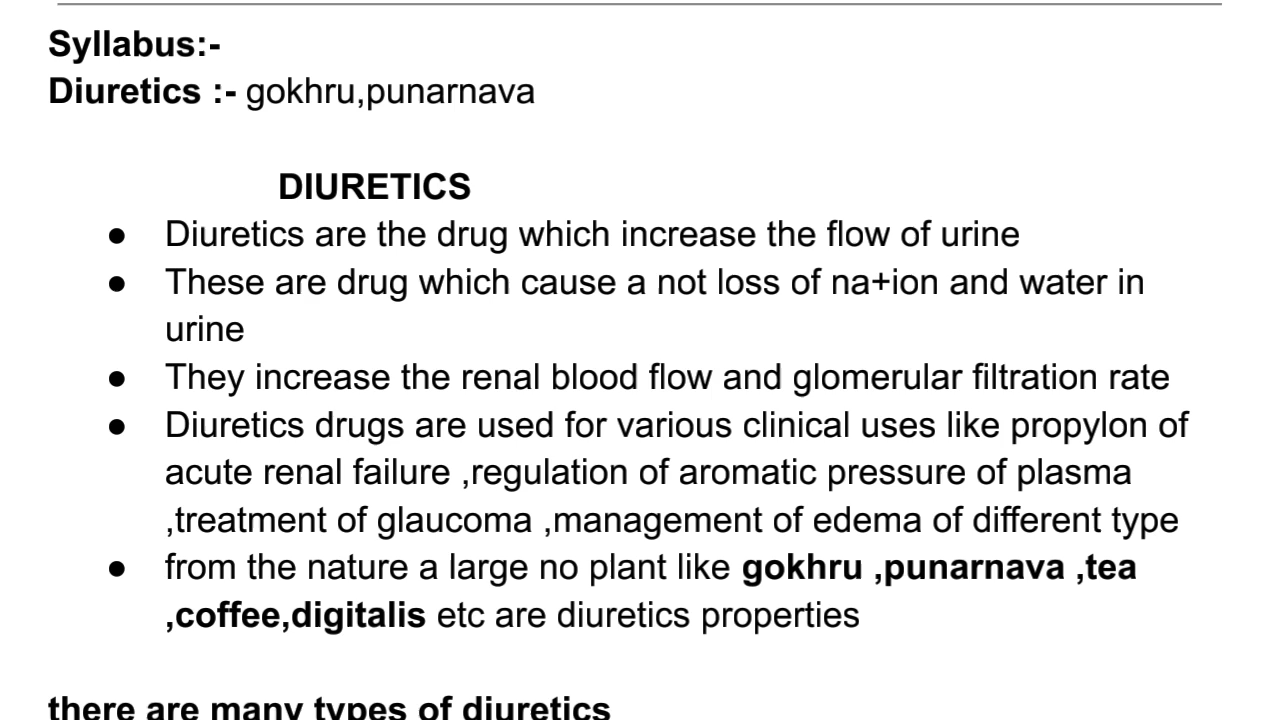 Syllabus:-
Diuretics :- gokhru,punarnava
DIURETICS
● Diuretics are the drug which increase the flow of urine
● These are drug which cause a not loss of na+ion and water in
urine
● They increase the renal blood flow and glomerular filtration rate
● Diuretics drugs are used for various clinical uses like propylon of
acute renal failure ,regulation of aromatic pressure of plasma
,treatment of glaucoma ,management of edema of different type
● from the nature a large no plant like gokhru ,punarnava ,tea
,coffee,digitalis etc are diuretics properties
there are many types of diuretics